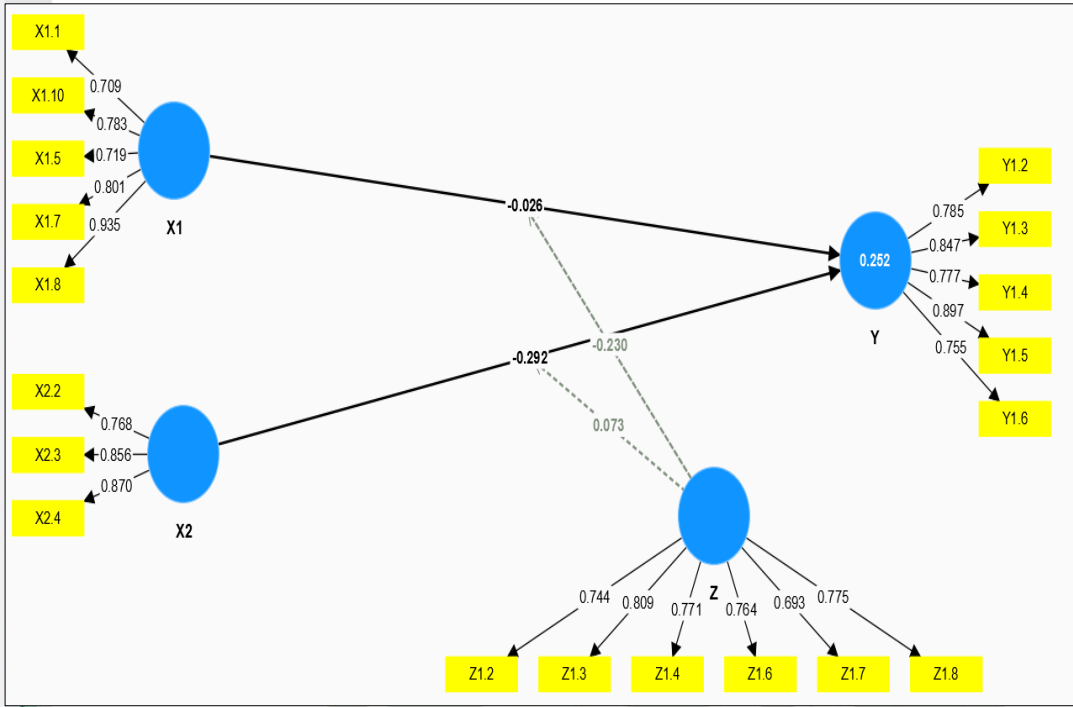 X1.1
0.709
X1.10
0.783
X1.5
0.719
X1.7
0.801
X1.8
0.935
X1
-0.026
Y1.2
0.785
Y1.3
0.847
0.252
Y1.4
0.777
Y1.5
0.897
Y
Y1.6
0.755
-0.230
-0.292
0.073
X2.2
0.768
X2.3
0.856
X2.4
0.870
X2
Z
0.744
0.809
0.771
0.764
0.693
0.775
Z1.2
Z1.3
Z1.4
Z1.6
Z1.7
Z1.8